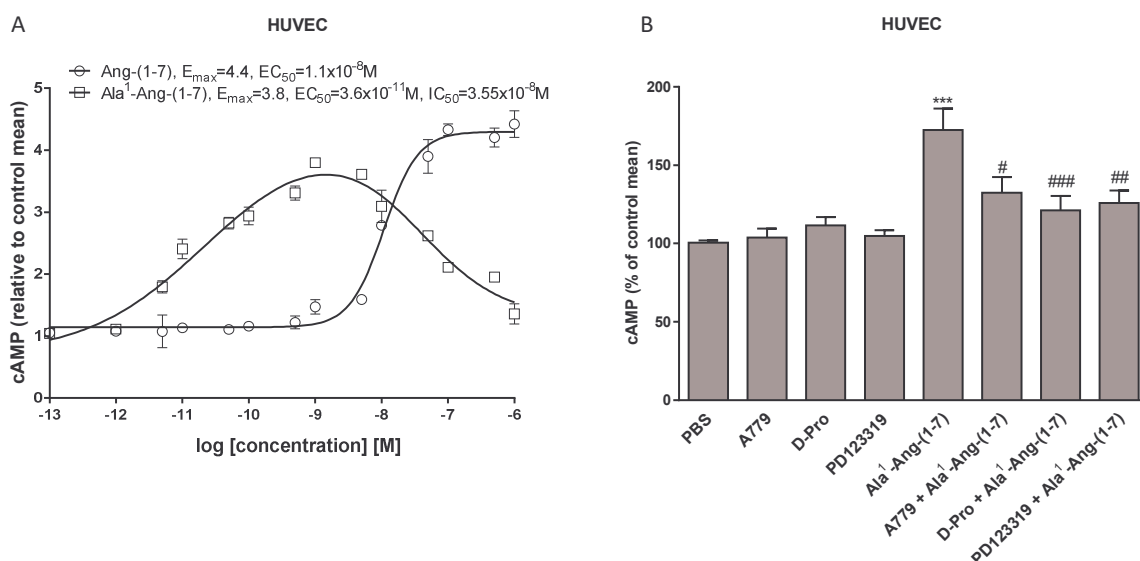 A
HUVEC
Ang-(1-7), Emax=4.4, EC50=1.1x10⁻⁸M
Ala¹-Ang-(1-7), Emax=3.8, EC50=3.6x10⁻¹¹M, IC50=3.55x10⁻⁸M
cAMP (relative to control mean)
5
4
3
2
1
0
-13 -12 -11 -10 -9 -8 -7 -6
log [concentration] [M]
B
HUVEC
cAMP (% of control mean)
200
150
100
50
0
***
#
###
##
PBS
A779
D-Pro
PD123319
Ala¹-Ang-(1-7)
A779 + Ala¹-Ang-(1-7)
D-Pro + Ala¹-Ang-(1-7)
PD123319 + Ala¹-Ang-(1-7)